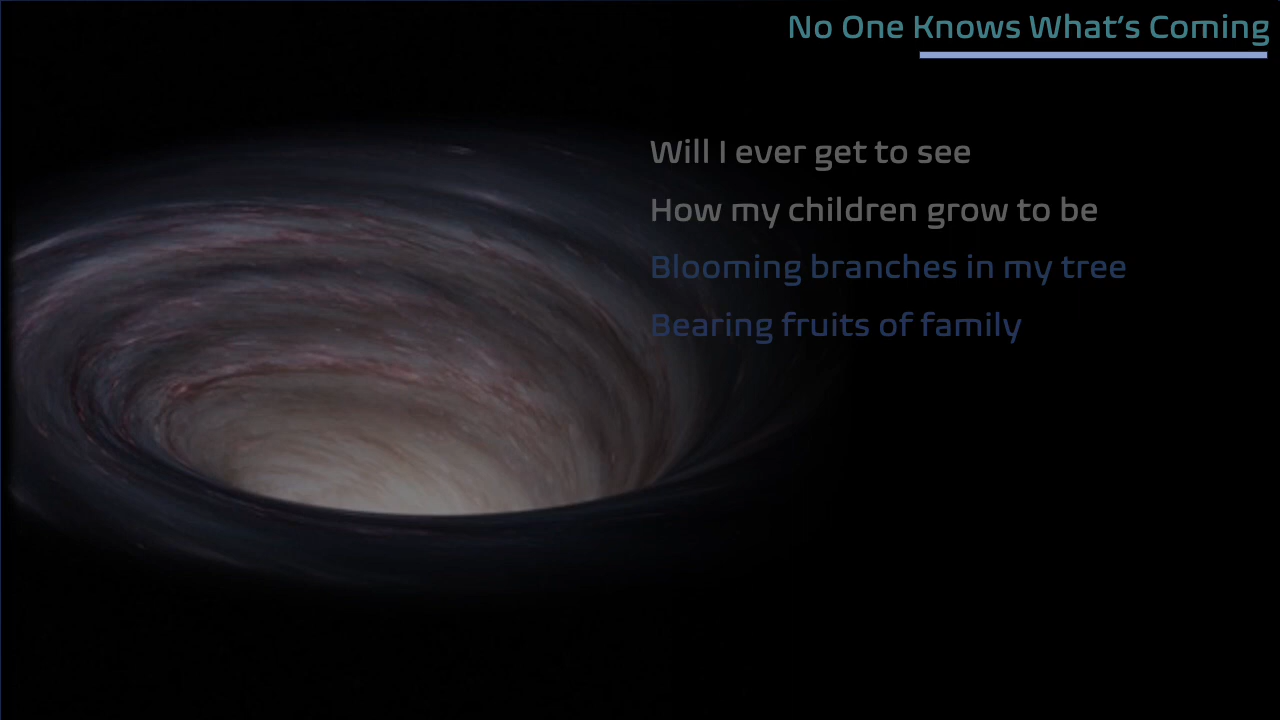 No One Knows What's Coming
Will I ever get to see
How my children grow to be
Blooming branches in my tree
Bearing fruits of family